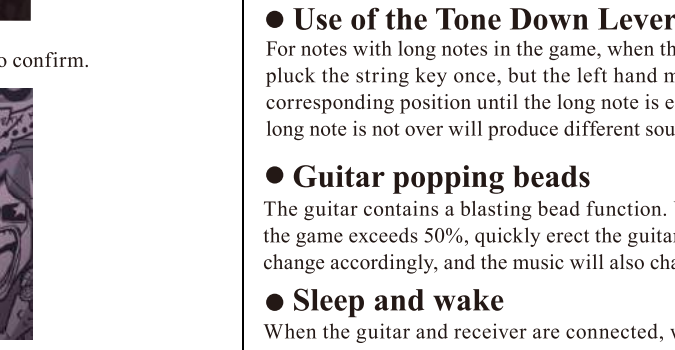 o confirm.
● Use of the Tone Down Lever
For notes with long notes in the game, when th
pluck the string key once, but the left hand m
corresponding position until the long note is e
long note is not over will produce different sou
● Guitar popping beads
The guitar contains a blasting bead function.
the game exceeds 50%, quickly erect the guitar
change accordingly, and the music will also cha
● Sleep and wake
When the guitar and receiver are connected, w